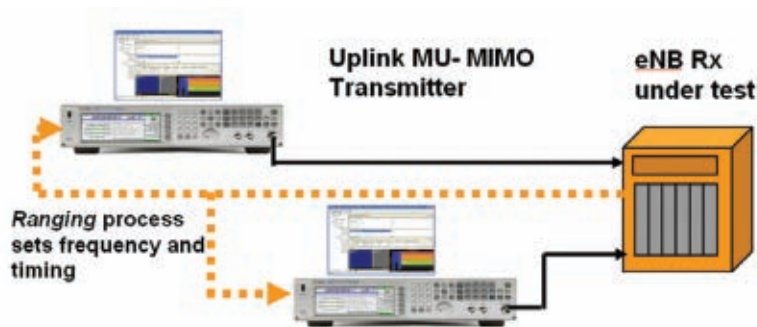 Uplink MU- MIMO
Transmitter
eNB Rx
under test
Ranging process
sets frequency and
timing